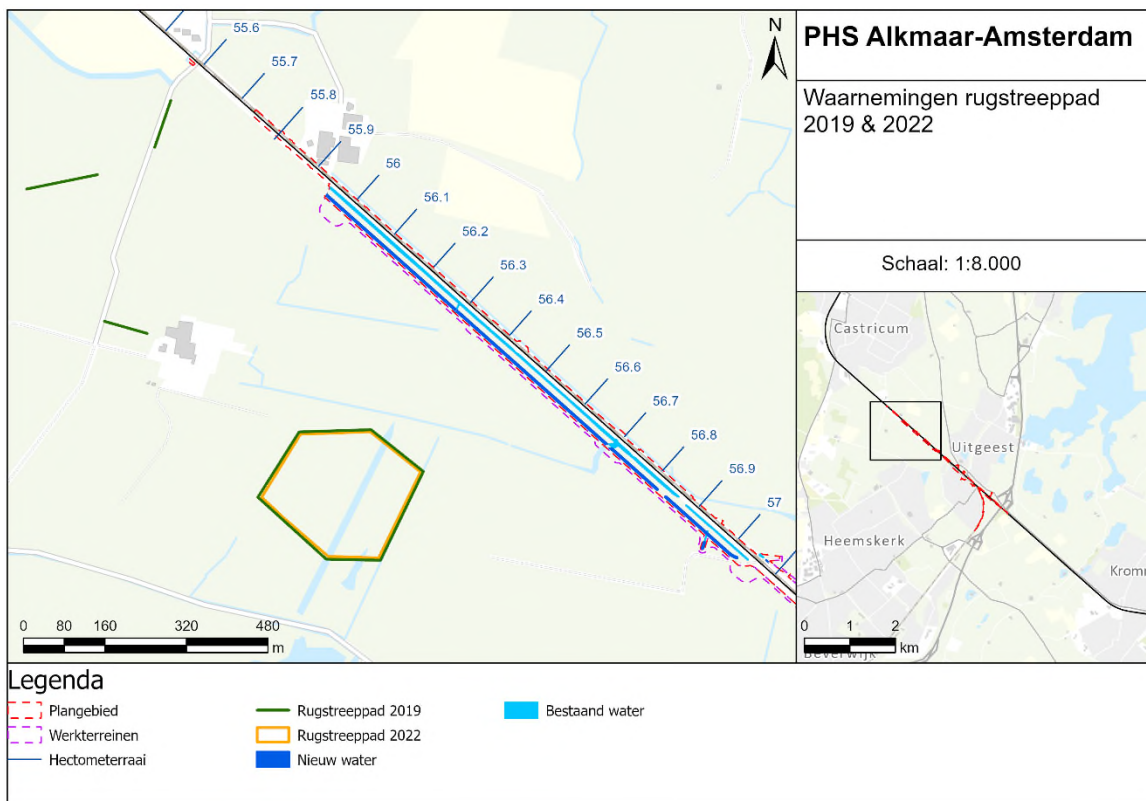 PHS Alkmaar-Amsterdam
Waarnemingen rugstreeppad
2019 & 2022
Schaal: 1:8.000
N
55.6
55.7
55.8
55.9
56
56.1
56.2
56.3
56.4
56.5
56.6
56.7
56.8
56.9
57
0 80 160 320 480
m
Castricum
Uitgeest
Heemskerk
Kromm
Beverwijk
0 1 2
km
Legenda
Plangebied
Werkterreinen
Hectometerraai
Rugstreeppad 2019
Rugstreeppad 2022
Nieuw water
Bestaand water